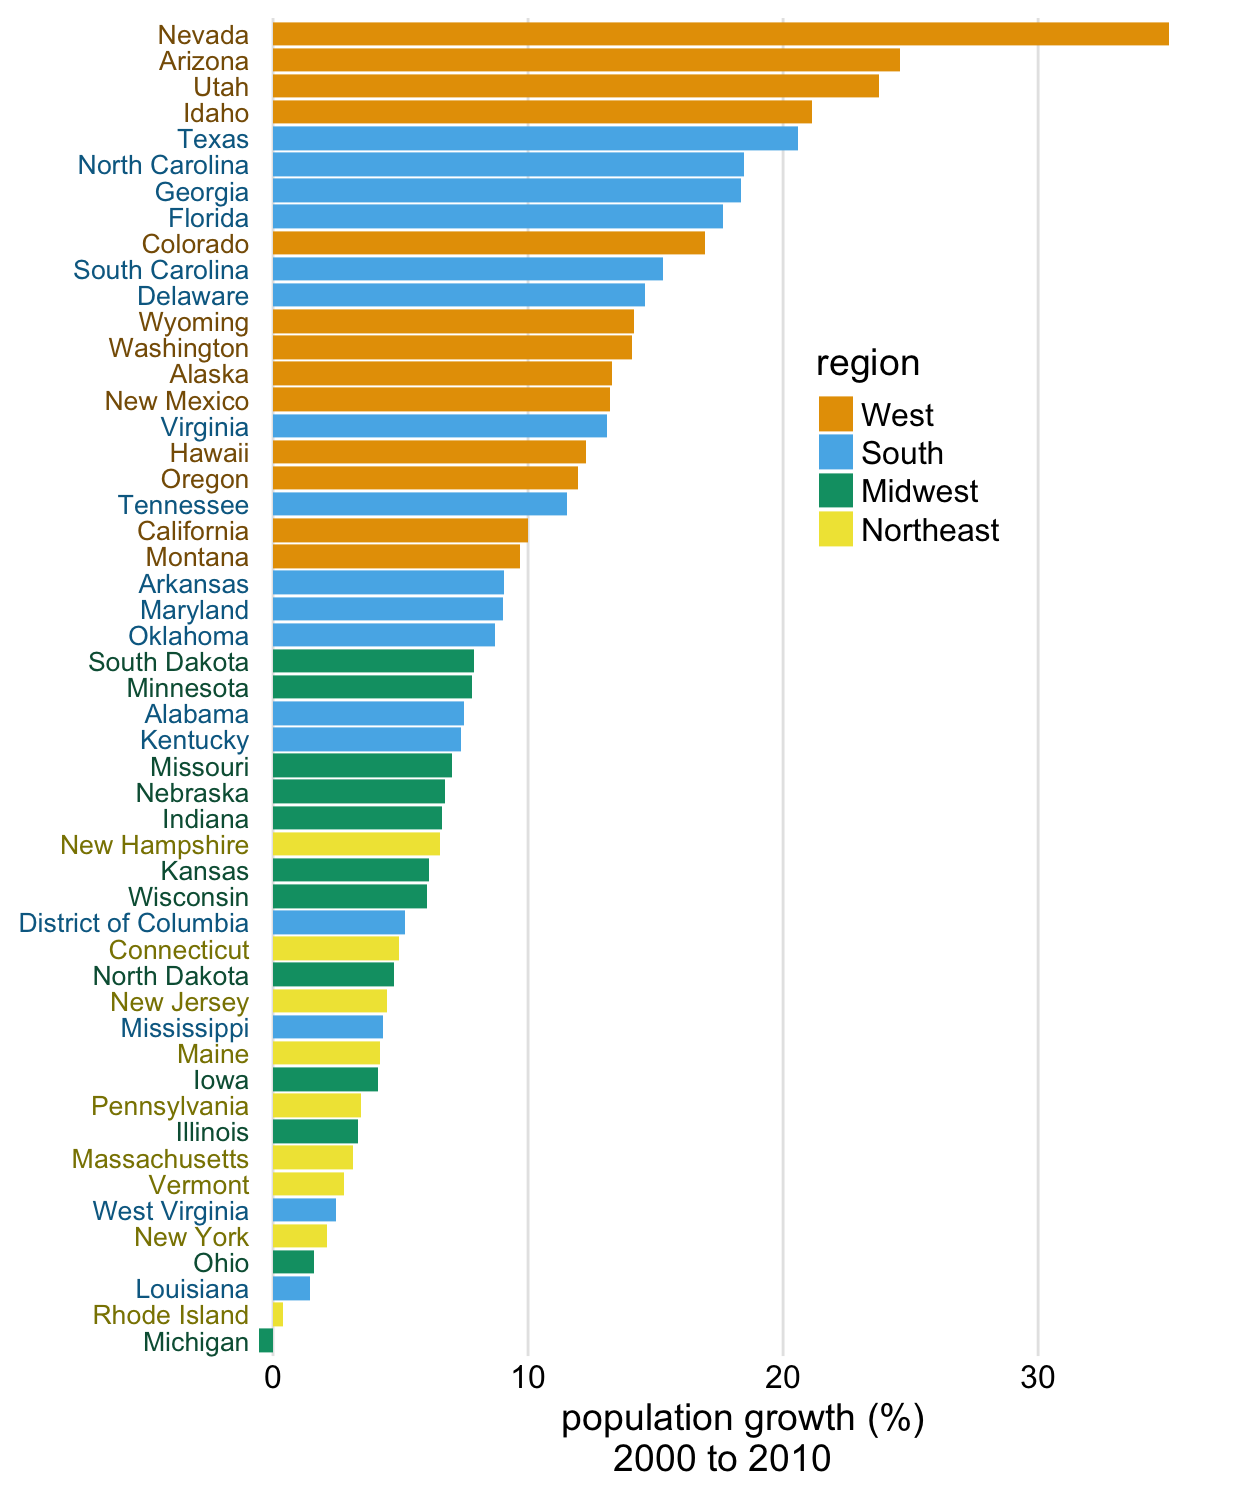 Nevada
Arizona
Utah
Idaho
Texas
North Carolina
Georgia
Florida
Colorado
South Carolina
Delaware
Wyoming
Washington
Alaska
New Mexico
Virginia
Hawaii
Oregon
Tennessee
California
Montana
Arkansas
Maryland
Oklahoma
South Dakota
Minnesota
Alabama
Kentucky
Missouri
Nebraska
Indiana
New Hampshire
Kansas
Wisconsin
District of Columbia
Connecticut
North Dakota
New Jersey
Mississippi
Maine
Iowa
Pennsylvania
Illinois
Massachusetts
Vermont
West Virginia
New York
Ohio
Louisiana
Rhode Island
Michigan
region
West
South
Midwest
Northeast
0 10 20 30
population growth (%)
2000 to 2010